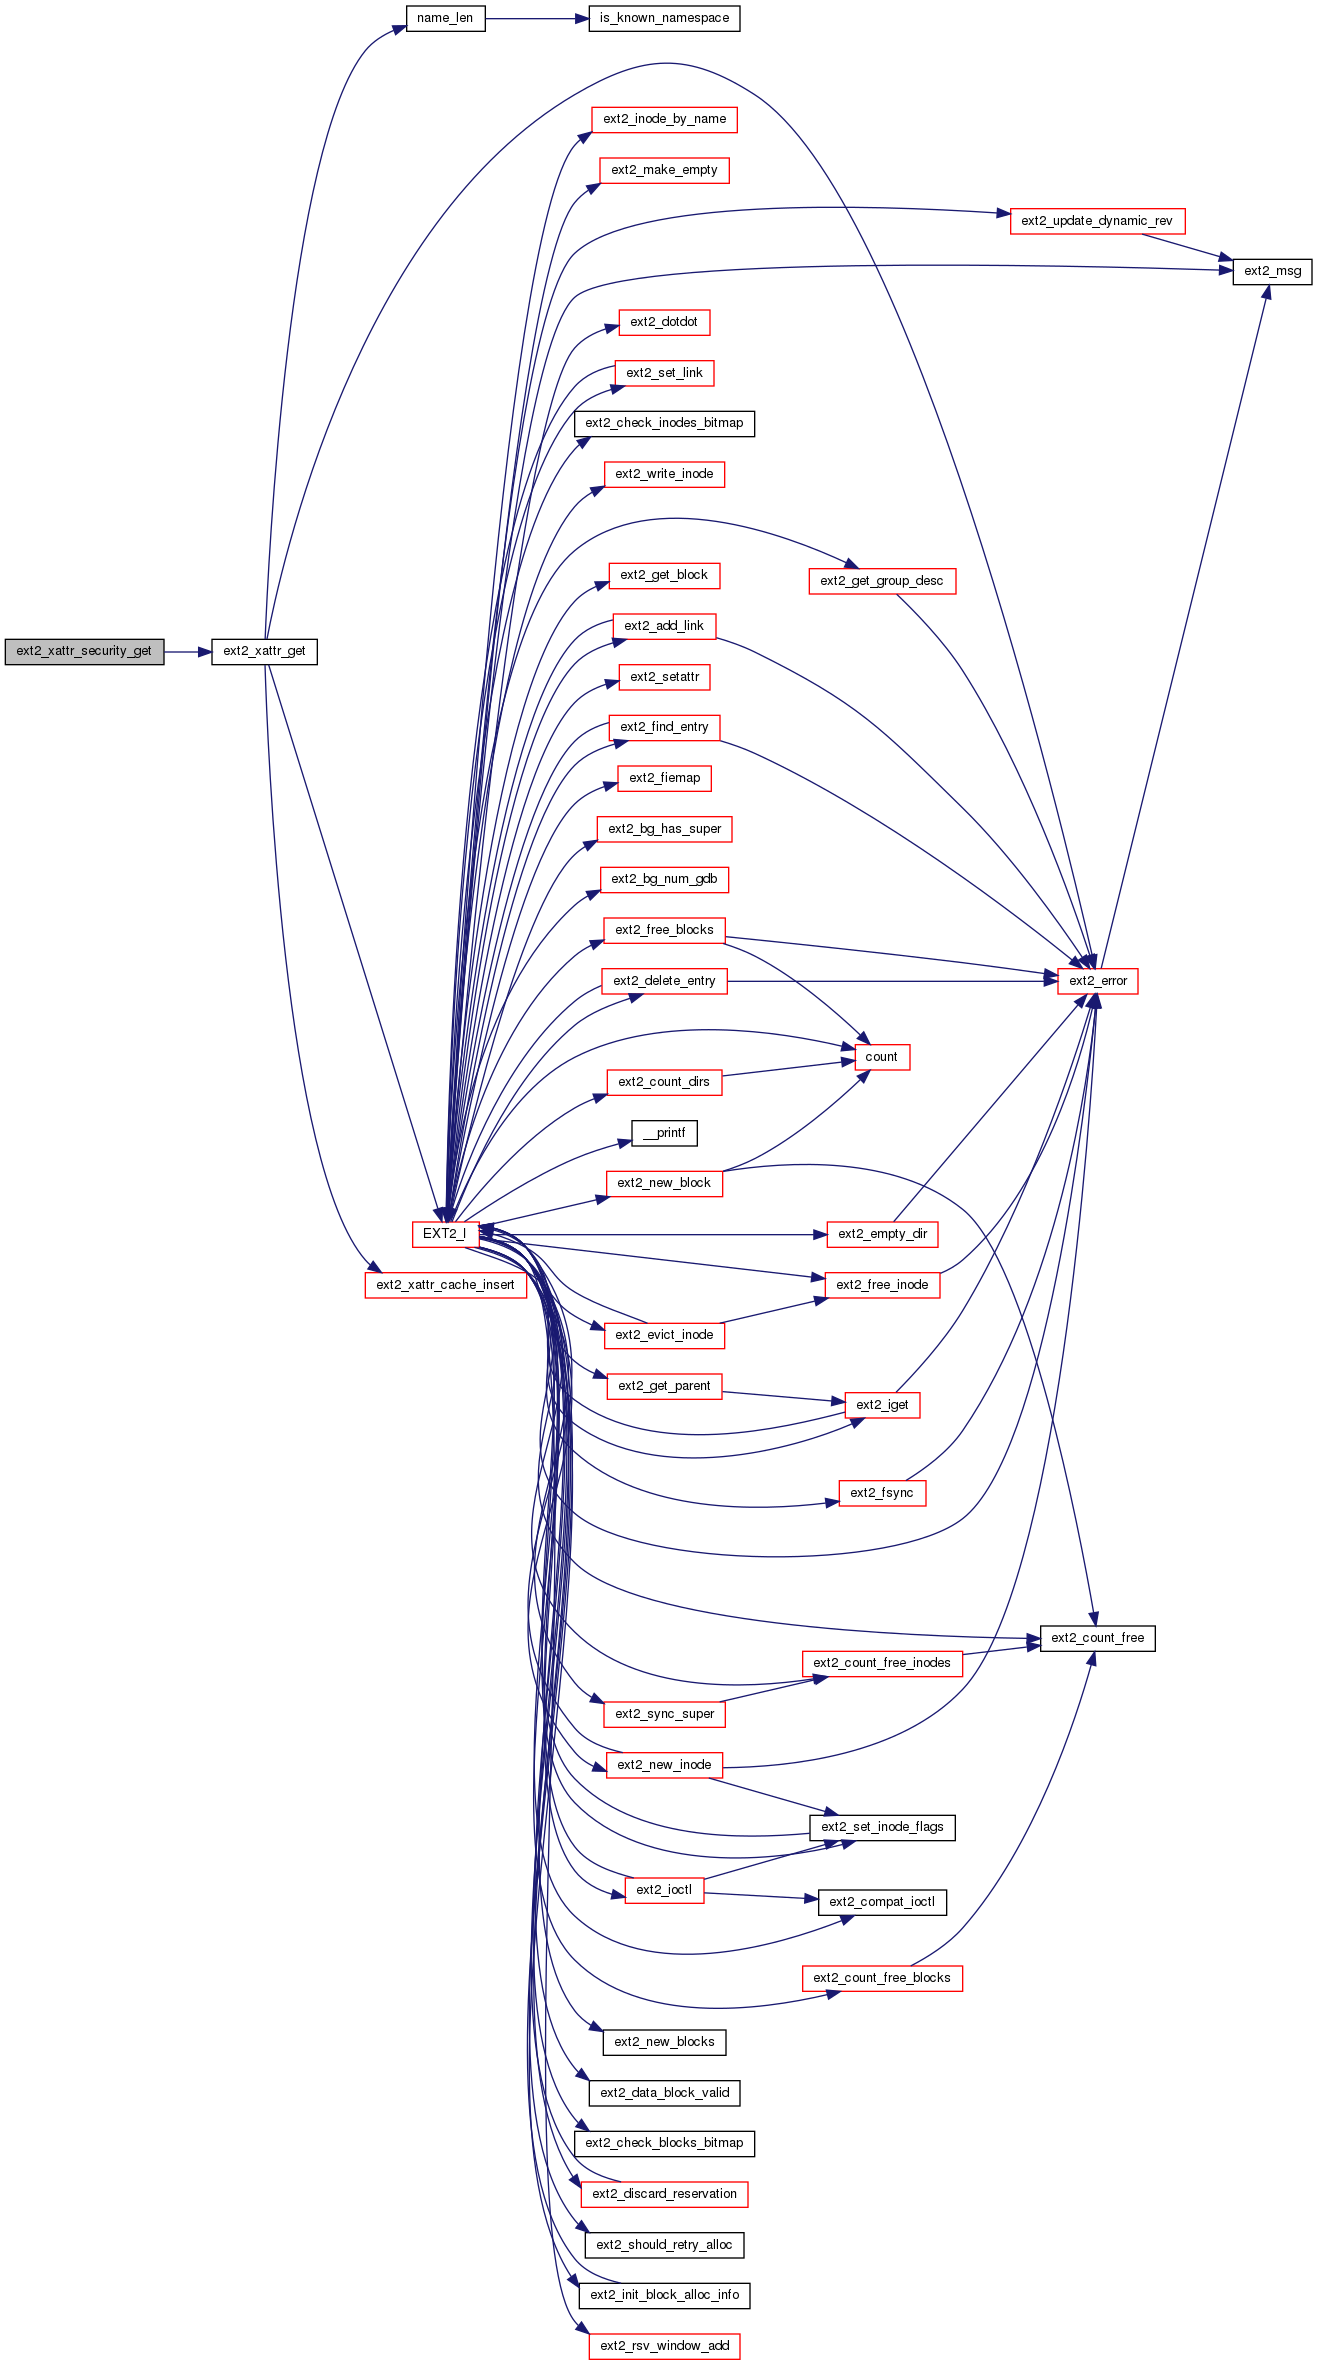 name_len
is_known_namespace
ext2_inode_by_name
ext2_make_empty
ext2_update_dynamic_rev
ext2_msg
ext2_dotdot
ext2_set_link
ext2_check_inodes_bitmap
ext2_write_inode
ext2_get_block
ext2_get_group_desc
ext2_add_link
ext2_xattr_security_get
ext2_xattr_get
ext2_setattr
ext2_find_entry
ext2_fiemap
ext2_bg_has_super
ext2_bg_num_gdb
ext2_free_blocks
ext2_delete_entry
ext2_error
count
ext2_count_dirs
__printf
ext2_new_block
EXT2_I
ext2_empty_dir
ext2_xattr_cache_insert
ext2_free_inode
ext2_evict_inode
ext2_get_parent
ext2_iget
ext2_fsync
ext2_count_free
ext2_count_free_inodes
ext2_sync_super
ext2_new_inode
ext2_set_inode_flags
ext2_ioctl
ext2_compat_ioctl
ext2_count_free_blocks
ext2_new_blocks
ext2_data_block_valid
ext2_check_blocks_bitmap
ext2_discard_reservation
ext2_should_retry_alloc
ext2_init_block_alloc_info
ext2_rsv_window_add